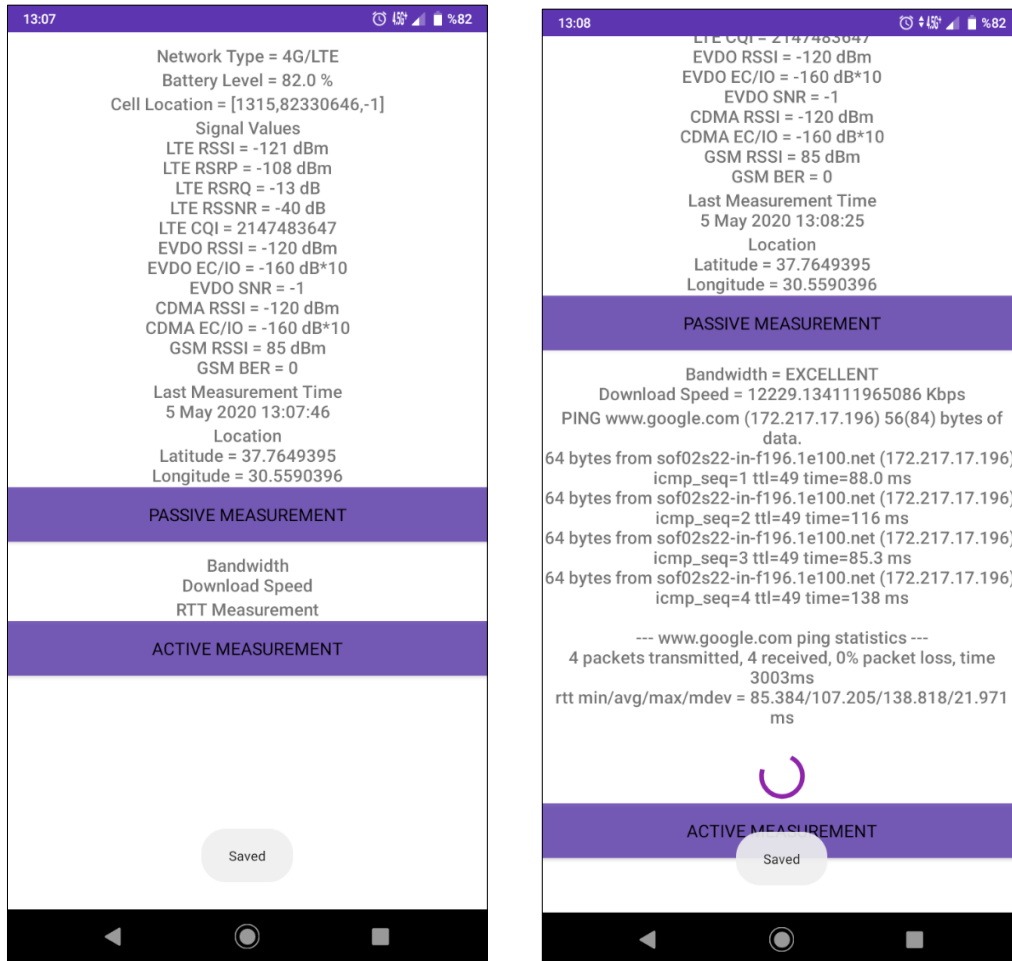 13:07
4.5G %82
Network Type = 4G/LTE
Battery Level = 82.0 %
Cell Location = [1315,82330646,-1]
Signal Values
LTE RSSI = -121 dBm
LTE RSRP = -108 dBm
LTE RSRQ = -13 dB
LTE RSSNR = -40 dB
LTE CQI = 2147483647
EVDO RSSI = -120 dBm
EVDO EC/IO = -160 dB*10
EVDO SNR = -1
CDMA RSSI = -120 dBm
CDMA EC/IO = -160 dB*10
GSM RSSI = 85 dBm
GSM BER = 0
Last Measurement Time
5 May 2020 13:07:46
Location
Latitude = 37.7649395
Longitude = 30.5590396
PASSIVE MEASUREMENT
Bandwidth
Download Speed
RTT Measurement
ACTIVE MEASUREMENT
Saved
13:08
4.5G %82
LTE CQI = 2147483647
EVDO RSSI = -120 dBm
EVDO EC/IO = -160 dB*10
EVDO SNR = -1
CDMA RSSI = -120 dBm
CDMA EC/IO = -160 dB*10
GSM RSSI = 85 dBm
GSM BER = 0
Last Measurement Time
5 May 2020 13:08:25
Location
Latitude = 37.7649395
Longitude = 30.5590396
PASSIVE MEASUREMENT
Bandwidth = EXCELLENT
Download Speed = 12229.134111965086 Kbps
PING www.google.com (172.217.17.196) 56(84) bytes of
data.
64 bytes from sof02s22-in-f196.1e100.net (172.217.17.196)
icmp_seq=1 ttl=49 time=88.0 ms
64 bytes from sof02s22-in-f196.1e100.net (172.217.17.196)
icmp_seq=2 ttl=49 time=116 ms
64 bytes from sof02s22-in-f196.1e100.net (172.217.17.196)
icmp_seq=3 ttl=49 time=85.3 ms
64 bytes from sof02s22-in-f196.1e100.net (172.217.17.196)
icmp_seq=4 ttl=49 time=138 ms
--- www.google.com ping statistics ---
4 packets transmitted, 4 received, 0% packet loss, time
3003ms
rtt min/avg/max/mdev = 85.384/107.205/138.818/21.971
ms
ACTIVE MEASUREMENT
Saved